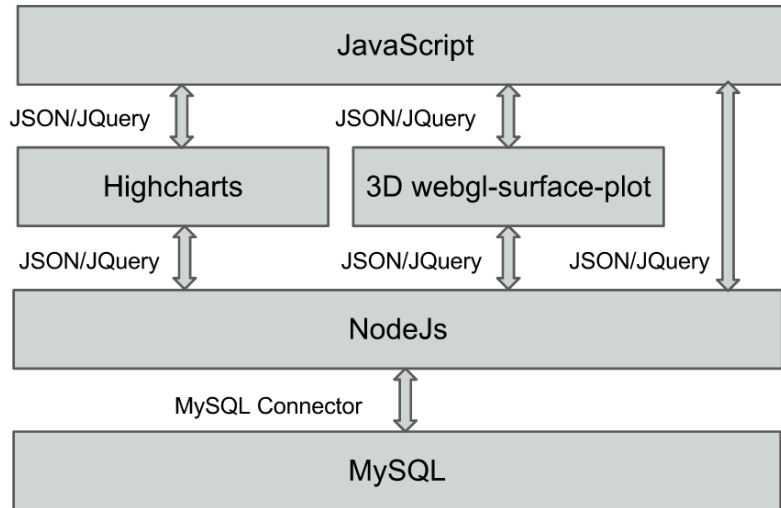 JavaScript
JSON/JQuery
JSON/JQuery
Highcharts
3D webgl-surface-plot
JSON/JQuery
JSON/JQuery
JSON/JQuery
NodeJs
MySQL Connector
MySQL